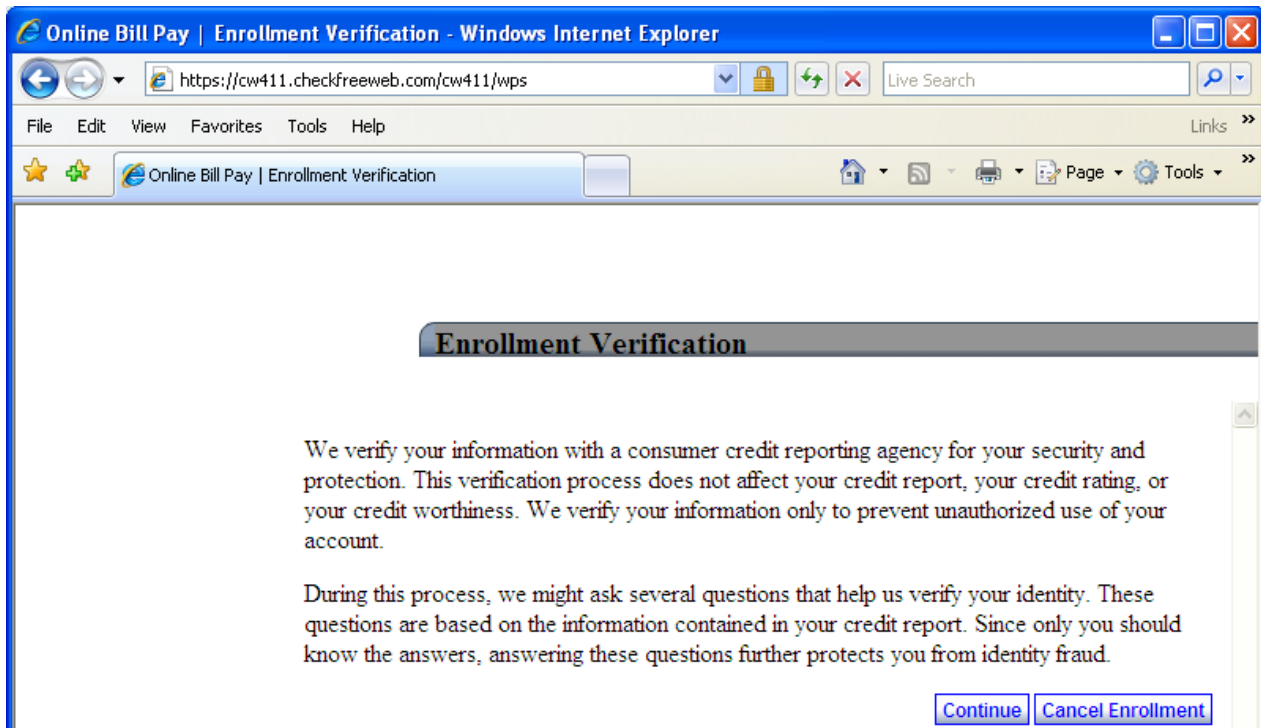 Online Bill Pay | Enrollment Verification - Windows Internet Explorer
https://cw411.checkfreeweb.com/cw411/wps
Live Search
File Edit View Favorites Tools Help
Links »
Online Bill Pay | Enrollment Verification
Page Tools »
Enrollment Verification
We verify your information with a consumer credit reporting agency for your security and
protection. This verification process does not affect your credit report, your credit rating, or
your credit worthiness. We verify your information only to prevent unauthorized use of your
account.
During this process, we might ask several questions that help us verify your identity. These
questions are based on the information contained in your credit report. Since only you should
know the answers, answering these questions further protects you from identity fraud.
Continue Cancel Enrollment